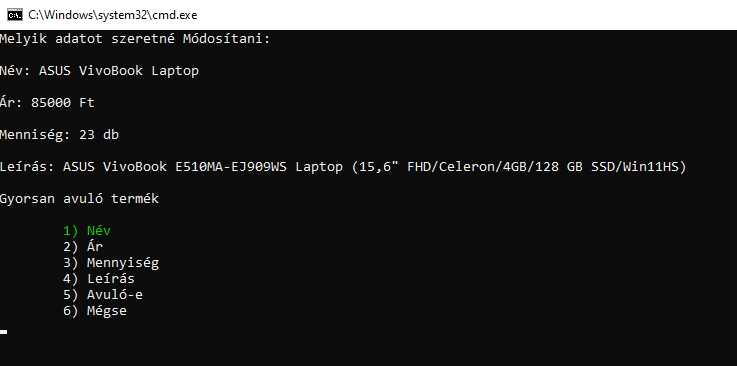 C:\Windows\system32\cmd.exe
Melyik adatot szeretné Módosítani:
Név: ASUS VivoBook Laptop
Ár: 85000 Ft
Menniség: 23 db
Leírás: ASUS VivoBook E510MA-EJ909WS Laptop (15,6" FHD/Celeron/4GB/128 GB SSD/Win11HS)
Gyorsan avuló termék
1) Név
2) Ár
3) Mennyiség
4) Leírás
5) Avuló-e
6) Mégse